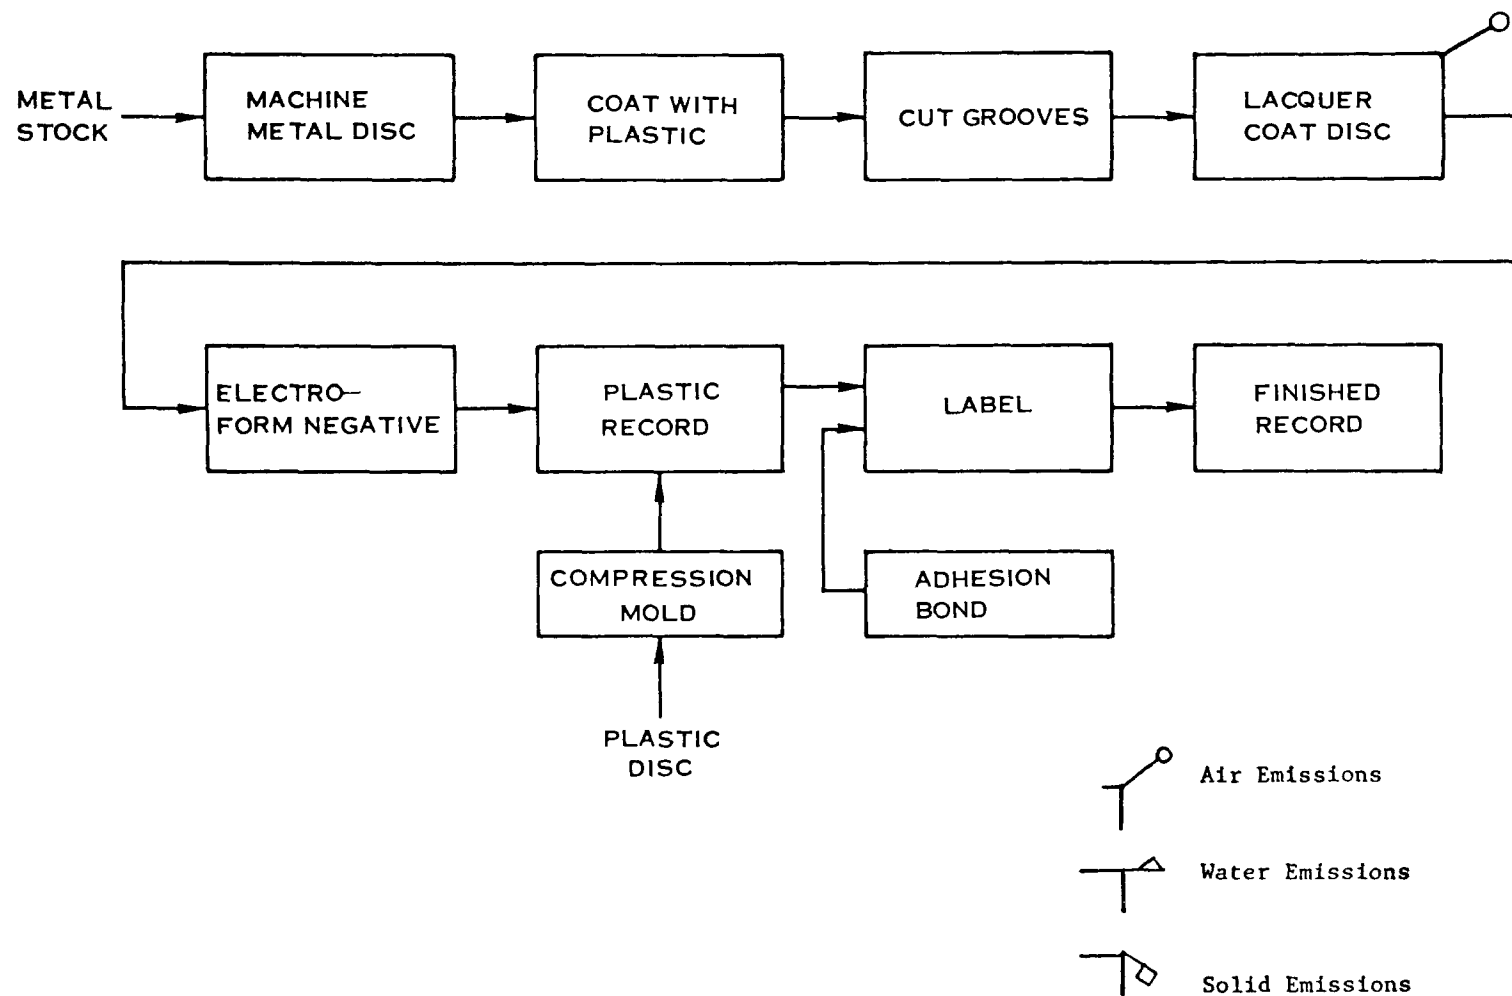 METAL
STOCK
MACHINE
METAL DISC
COAT WITH
PLASTIC
CUT GROOVES
LACQUER
COAT DISC
ELECTRO—
FORM NEGATIVE
PLASTIC
RECORD
LABEL
FINISHED
RECORD
COMPRESSION
MOLD
ADHESION
BOND
PLASTIC
DISC
Air Emissions
Water Emissions
Solid Emissions